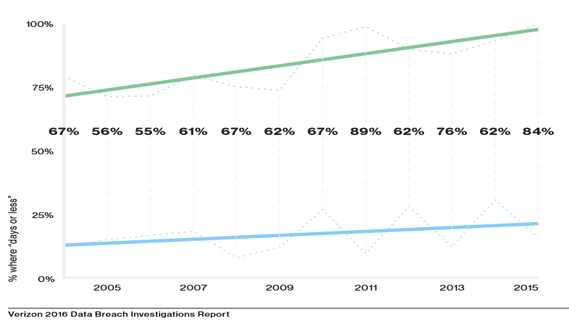 100%
75%
67% 56% 55% 61% 67% 62% 67% 89% 62% 76% 62% 84%
50%
25%
0%
% where "days or less"
2005 2007 2009 2011 2013 2015
Verizon 2016 Data Breach Investigations Report